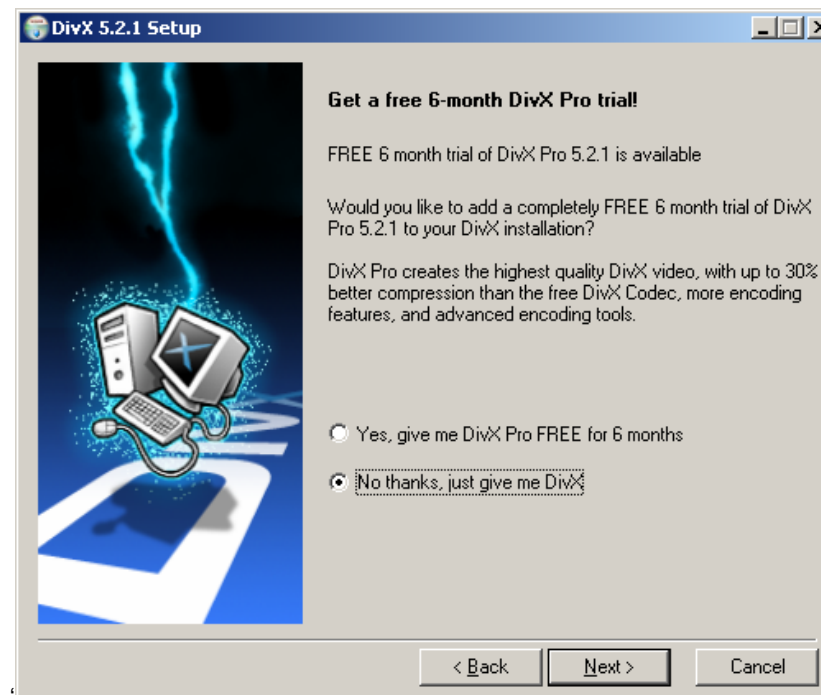 DivX 5.2.1 Setup
Get a free 6-month DivX Pro trial!
FREE 6 month trial of DivX Pro 5.2.1 is available
Would you like to add a completely FREE 6 month trial of DivX
Pro 5.2.1 to your DivX installation?
DivX Pro creates the highest quality DivX video, with up to 30%
better compression than the free DivX Codec, more encoding
features, and advanced encoding tools.
Yes, give me DivX Pro FREE for 6 months
No thanks, just give me DivX
< Back Next > Cancel